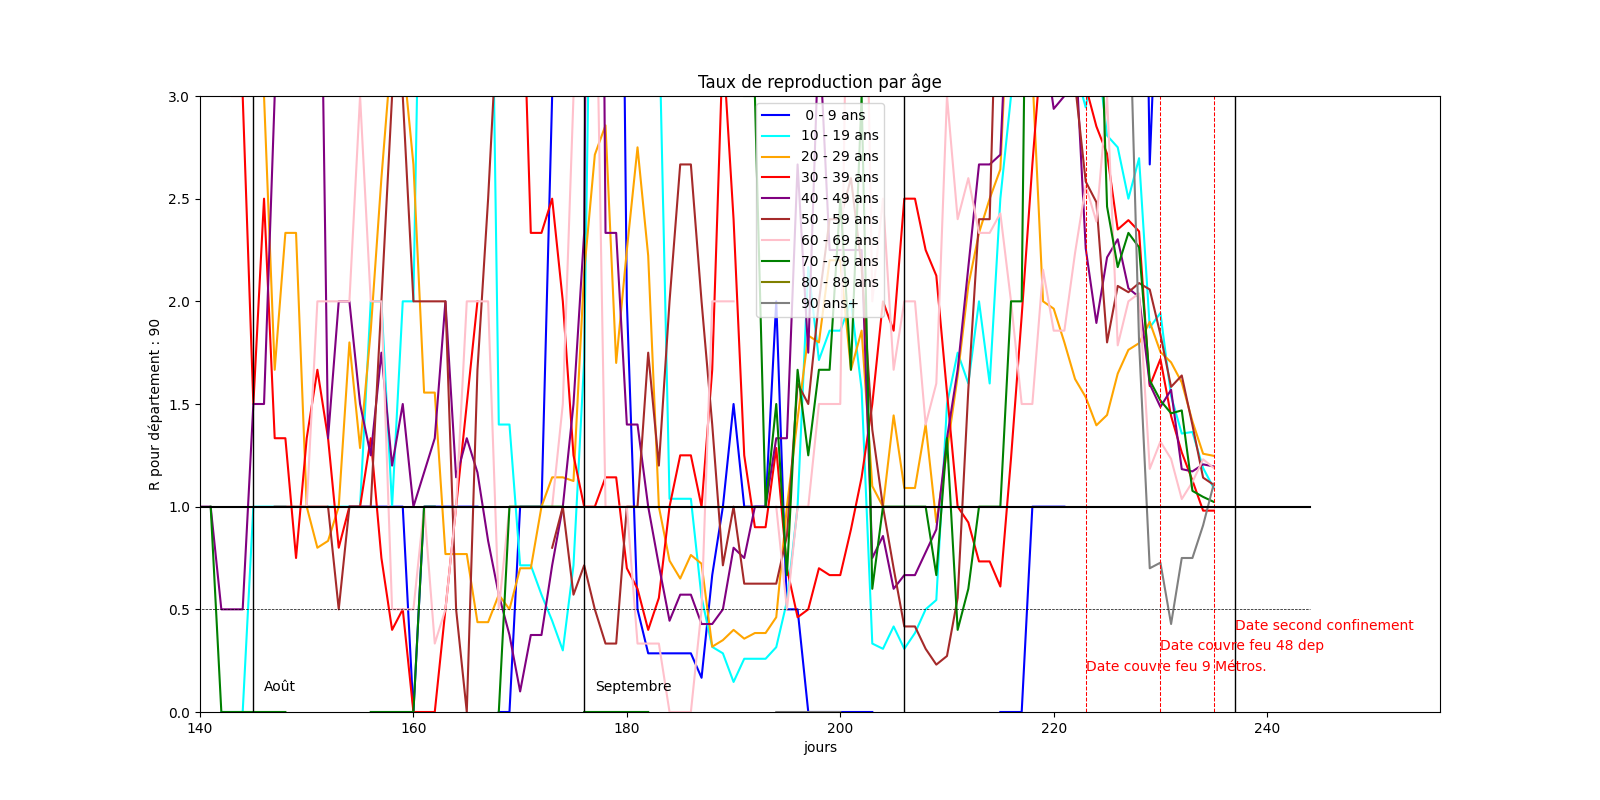 Taux de reproduction par âge
R pour département : 90
3.0
2.5
2.0
1.5
1.0
0.5
0.0
0 - 9 ans
10 - 19 ans
20 - 29 ans
30 - 39 ans
40 - 49 ans
50 - 59 ans
60 - 69 ans
70 - 79 ans
80 - 89 ans
90 ans+
Date second confinement
Date couvre feu 48 dep
Date couvre feu 9 Métros.
Août
Septembre
140
160
180
200
220
240
jours